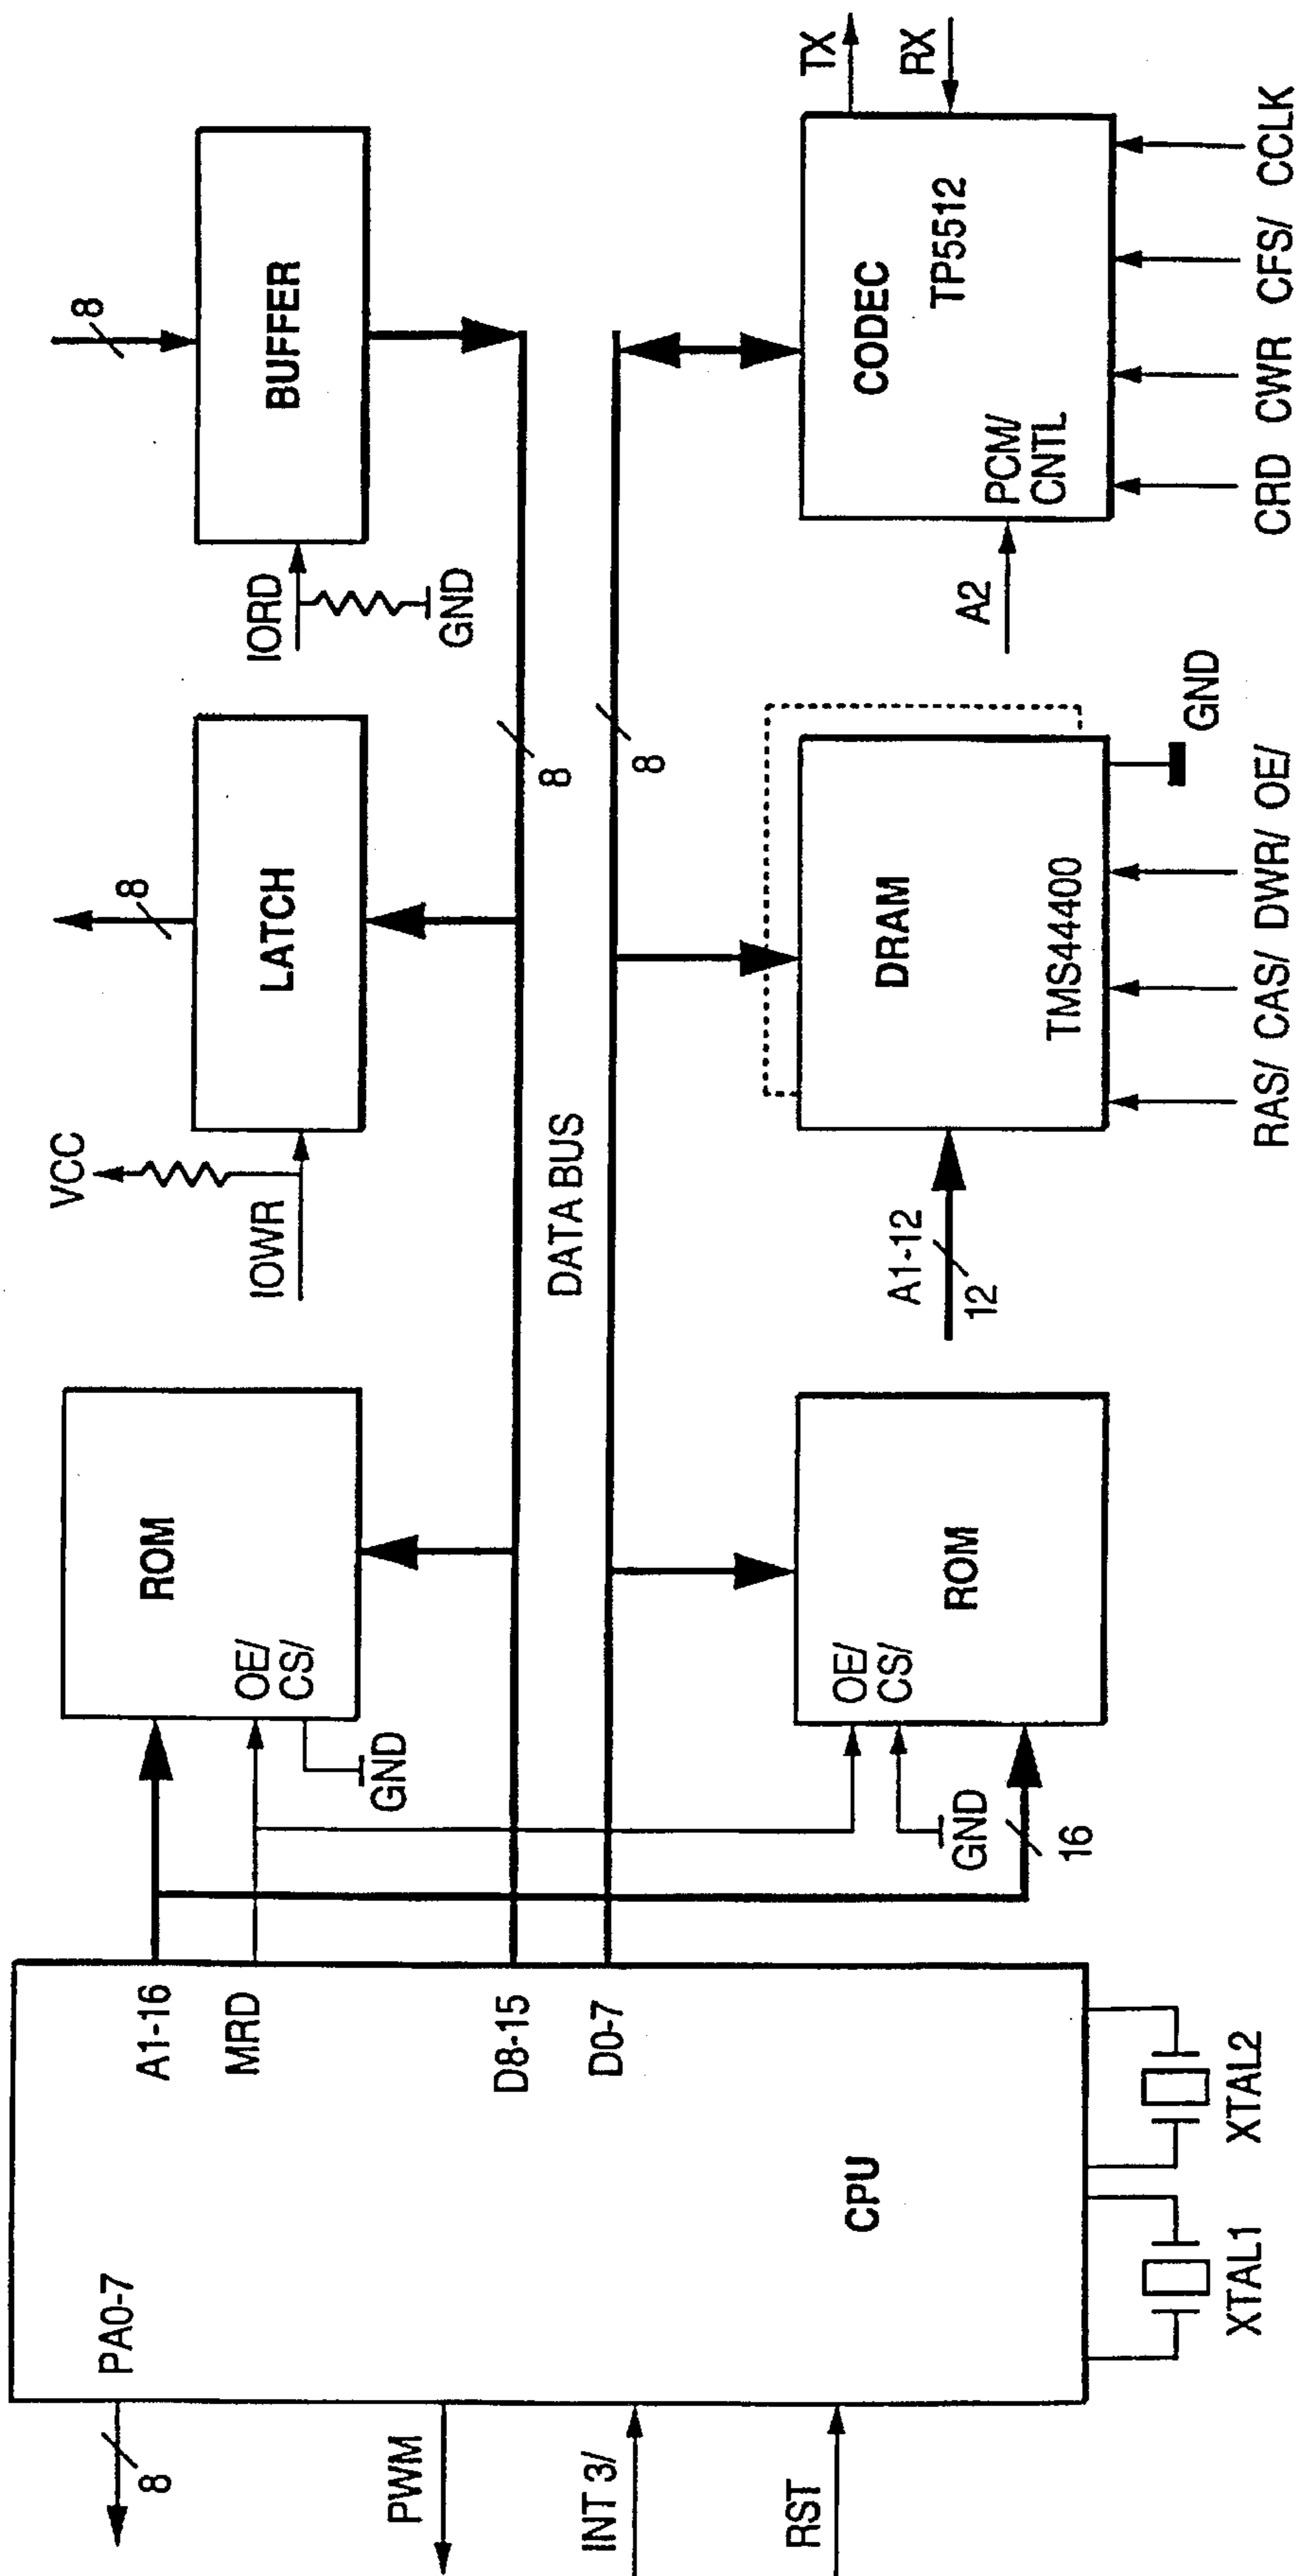 VCC
8
8
IOWR
IORD
GND
ROM
OE/
CS/
GND
LATCH
BUFFER
PA0-7
8
PWM
INT 3/
RST
A1-16
MRD
D8-15
D0-7
CPU
XTAL1
XTAL2
DATA BUS
8
8
OE/
CS/
ROM
GND
16
A1-12
12
DRAM
TMS44400
GND
RAS/ CAS/ DWR/ OE/
A2
CODEC
TP5512
PCM/
CNTL
TX
RX
CRD CWR CFS/ CCLK